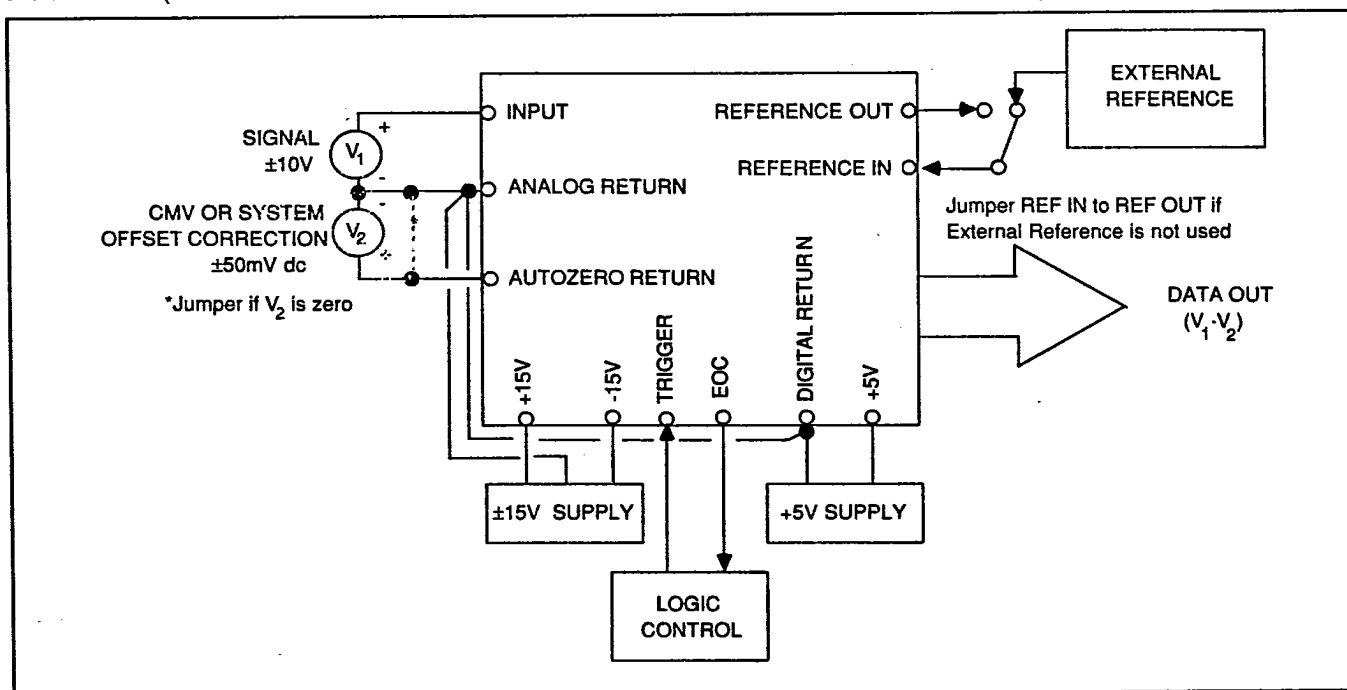 EXTERNAL
REFERENCE
INPUT
REFERENCE OUT
SIGNAL
±10V
+
V₁
-
REFERENCE IN
ANALOG RETURN
-
CMV OR SYSTEM
OFFSET CORRECTION
±50mV dc
V₂
+
*
Jumper REF IN to REF OUT if
External Reference is not used
AUTOZERO RETURN
*Jumper if V₂ is zero
DATA OUT
(V₁-V₂)
+15V
-15V
TRIGGER
EOC
DIGITAL RETURN
+5V
±15V SUPPLY
+5V SUPPLY
LOGIC
CONTROL